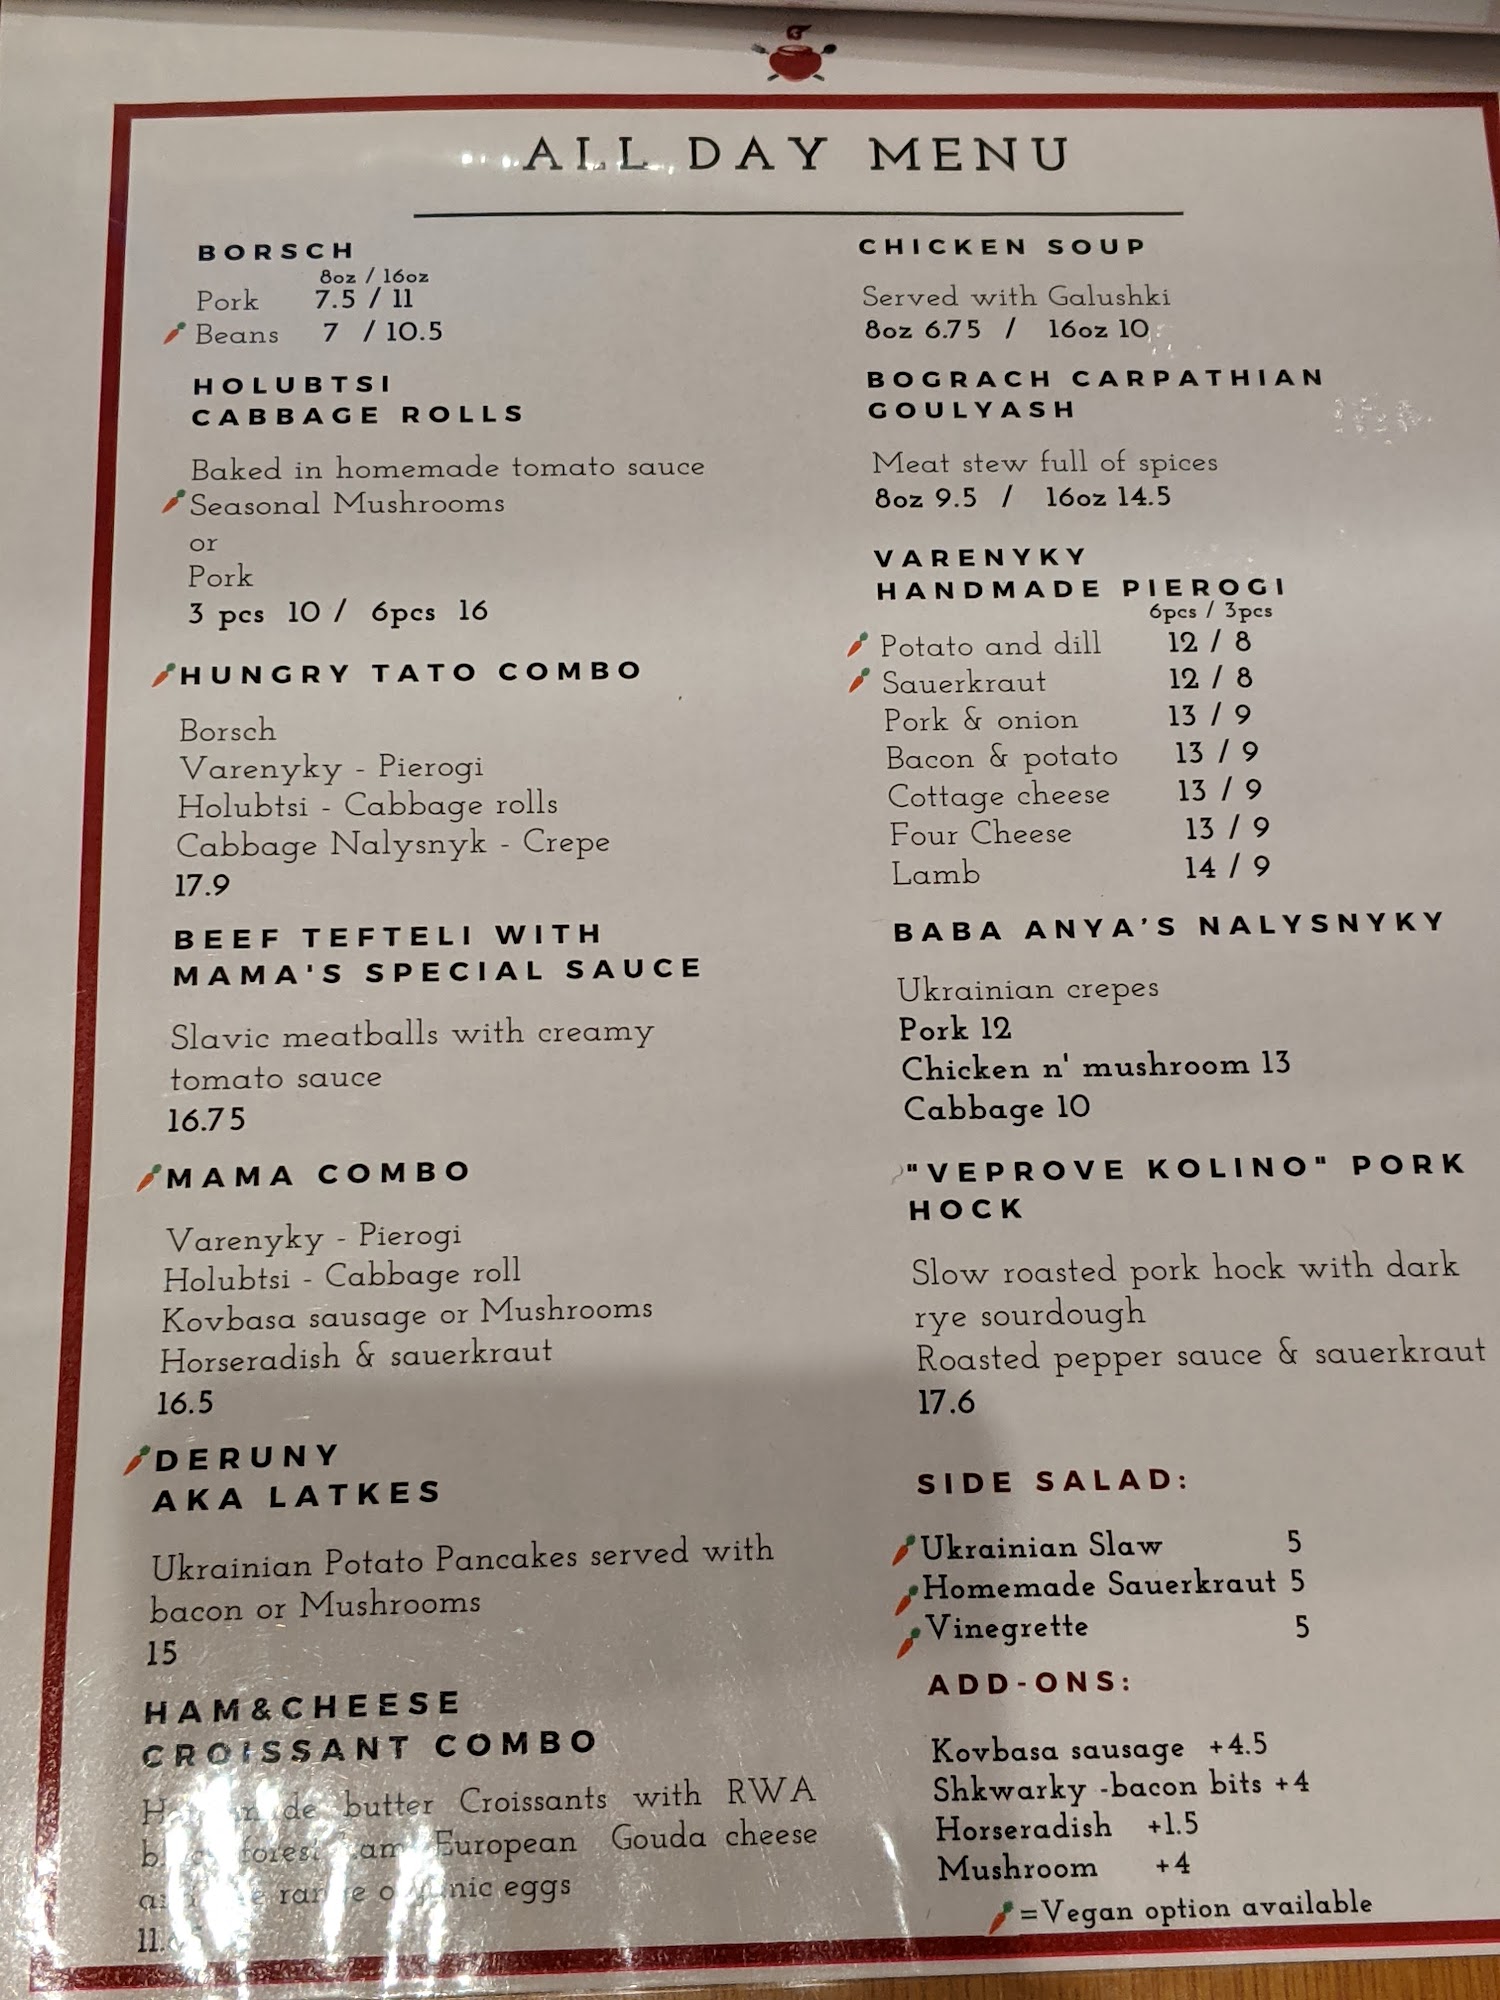 ALL DAY MENU
BORSCH
8oz / 16oz
Pork 7.5 / 11
Beans 7 / 10.5
HOLUBTSI
CABBAGE ROLLS
Baked in homemade tomato sauce
Seasonal Mushrooms
or
Pork
3 pcs 10 / 6pcs 16
HUNGRY TATO COMBO
Borsch
Varenyky - Pierogi
Holubtsi - Cabbage rolls
Cabbage Nalysnyk - Crepe
17.9
BEEF TEFTELI WITH
MAMA'S SPECIAL SAUCE
Slavic meatballs with creamy
tomato sauce
16.75
MAMA COMBO
Varenyky - Pierogi
Holubtsi - Cabbage roll
Kovbasa sausage or Mushrooms
Horseradish & sauerkraut
16.5
DERUNY
AKA LATKES
Ukrainian Potato Pancakes served with
bacon or Mushrooms
15
HAM&CHEESE
CROISSANT COMBO
butter Croissants with RWA
forest European Gouda cheese
eggs
CHICKEN SOUP
Served with Galushki
8oz 6.75 / 16oz 10
BOGRACH CARPATHIAN
GOULYASH
Meat stew full of spices
8oz 9.5 / 16oz 14.5
VARENYKY
HANDMADE PIEROGI
6pcs / 3pcs
Potato and dill 12 / 8
Sauerkraut 12 / 8
Pork & onion 13 / 9
Bacon & potato 13 / 9
Cottage cheese 13 / 9
Four Cheese 13 / 9
Lamb 14 / 9
BABA ANYA'S NALYSNYKY
Ukrainian crepes
Pork 12
Chicken n' mushroom 13
Cabbage 10
"VEPROVE KOLINO" PORK
HOCK
Slow roasted pork hock with dark
rye sourdough
Roasted pepper sauce & sauerkraut
17.6
SIDE SALAD:
Ukrainian Slaw 5
Homemade Sauerkraut 5
Vinegrette 5
ADD-ONS:
Kovbasa sausage +4.5
Shkwarky -bacon bits +4
Horseradish +1.5
Mushroom +4
=Vegan option available